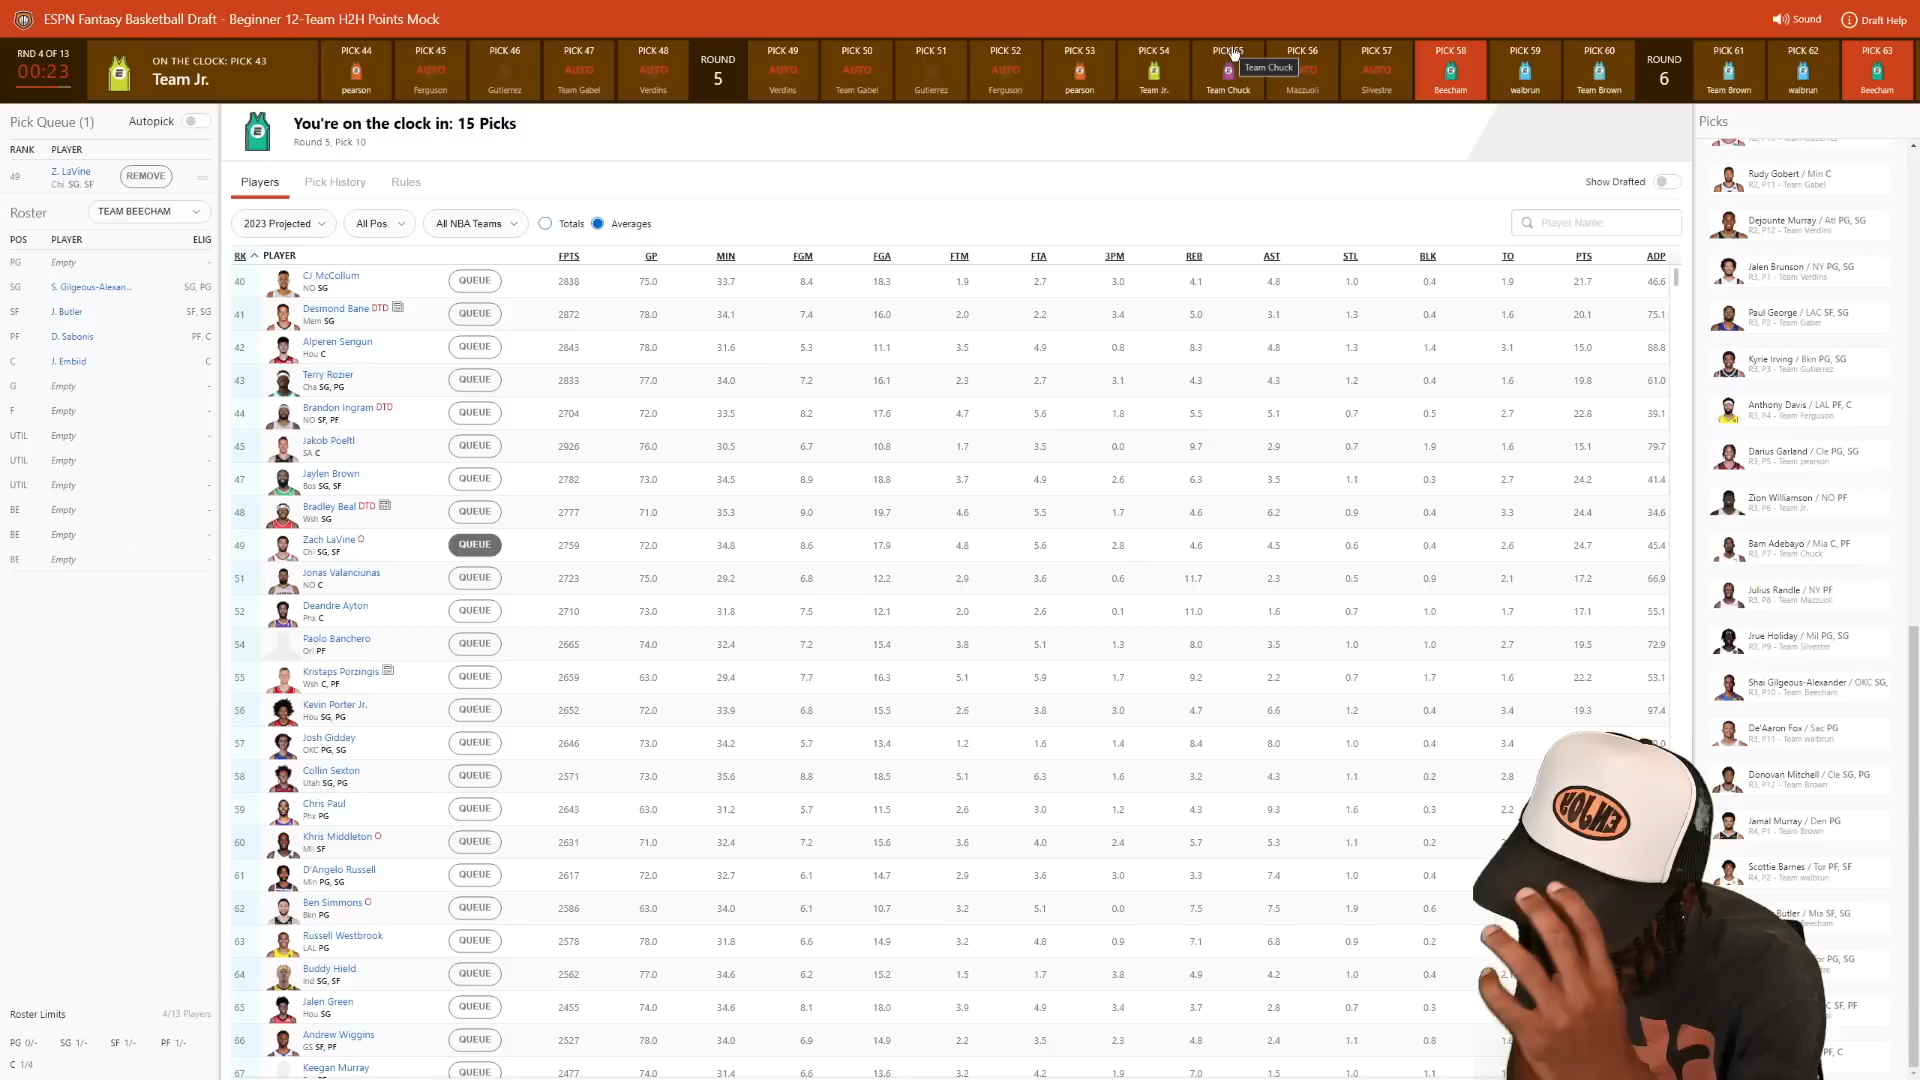 ESPN Fantasy Basketball Draft - Beginner 12-Team H2H Points Mock
Sound
Draft Help
RND 4 OF 13
00:23
ON THE CLOCK: PICK 43
Team Jr.
PICK 44
pearson
PICK 45
AUTO
Ferguson
PICK 46
Gutierrez
PICK 47
AUTO
Team Gabel
PICK 48
AUTO
Verdins
ROUND
5
PICK 49
AUTO
Verdins
PICK 50
AUTO
Team Gabel
PICK 51
Gutierrez
PICK 52
AUTO
Ferguson
PICK 53
pearson
PICK 54
Team Jr.
Team Chuck
Team Chuck
PICK 56
Mazzuoli
PICK 57
AUTO
Silvestre
PICK 58
Beecham
PICK 59
walbrun
PICK 60
Team Brown
ROUND
6
PICK 61
Team Brown
PICK 62
walbrun
PICK 63
Beecham
Pick Queue (1)
Autopick
RANK PLAYER
49 Z. LaVine
Chi SG, SF
REMOVE
Roster
TEAM BEECHAM
POS PLAYER ELIG
PG Empty -
SG S. Gilgeous-Alexan... SG, PG
SF J. Butler SF, SG
PF D. Sabonis PF, C
C J. Embiid C
G Empty -
F Empty -
UTIL Empty -
UTIL Empty -
UTIL Empty -
BE Empty -
BE Empty -
BE Empty -
Roster Limits 4/13 Players
PG 0/- SG 1/- SF 1/- PF 1/-
C 1/4
You're on the clock in: 15 Picks
Round 5, Pick 10
Players Pick History Rules
Show Drafted
2023 Projected All Pos. All NBA Teams Totals Averages
Player Name
RK PLAYER FPTS GP MIN FGM FGA FTM FTA 3PM REB AST STL BLK TO PTS ADP
40 CJ McCollum NO SG QUEUE 2838 75.0 33.7 8.4 18.3 1.9 2.7 3.0 4.1 4.8 1.0 0.4 1.9 21.7 46.6
41 Desmond Bane DTD Mem SG QUEUE 2872 78.0 34.1 7.4 16.0 2.0 2.2 3.4 5.0 3.1 1.3 0.4 1.6 20.1 75.1
42 Alperen Sengun Hou C QUEUE 2843 78.0 31.6 5.3 11.1 3.5 4.9 0.8 8.3 4.8 1.3 1.4 3.1 15.0 88.8
43 Terry Rozier Cha SG, PG QUEUE 2833 77.0 34.0 7.2 16.1 2.3 2.7 3.1 4.3 4.3 1.2 0.4 1.6 19.8 61.0
44 Brandon Ingram DTD NO SF, PF QUEUE 2704 72.0 33.5 8.2 17.6 4.7 5.6 1.8 5.5 5.1 0.7 0.5 2.7 22.8 39.1
45 Jakob Poeltl SA C QUEUE 2926 76.0 30.5 6.7 10.8 1.7 3.5 0.0 9.7 2.9 0.7 1.9 1.6 15.1 79.7
47 Jaylen Brown Bos SG, SF QUEUE 2782 73.0 34.5 8.9 18.8 3.7 4.9 2.6 6.3 3.5 1.1 0.3 2.7 24.2 41.4
48 Bradley Beal DTD Wsh SG QUEUE 2777 71.0 35.3 9.0 19.7 4.6 5.5 1.7 4.6 6.2 0.9 0.4 3.3 24.4 34.6
49 Zach LaVine O Chi SG, SF QUEUE 2759 72.0 34.8 8.6 17.9 4.8 5.6 2.8 4.6 4.5 0.6 0.4 2.6 24.7 45.4
51 Jonas Valanciunas NO C QUEUE 2723 75.0 29.2 6.8 12.2 2.9 3.6 0.6 11.7 2.3 0.5 0.9 2.1 17.2 66.9
52 Deandre Ayton Phx C QUEUE 2710 73.0 31.8 7.5 12.1 2.0 2.6 0.1 11.0 1.6 0.7 1.0 1.7 17.1 55.1
54 Paolo Banchero Orl PF QUEUE 2665 74.0 32.4 7.2 15.4 3.8 5.1 1.3 8.0 3.5 1.0 1.0 2.7 19.5 72.9
55 Kristaps Porzingis Wsh C, PF QUEUE 2659 63.0 29.4 7.7 16.3 5.1 5.9 1.7 9.2 2.2 0.7 1.7 1.6 22.2 53.1
56 Kevin Porter Jr. Hou SG, PG QUEUE 2652 72.0 33.9 6.8 15.5 2.6 3.8 3.0 4.7 6.6 1.2 0.4 3.4 19.3 97.4
57 Josh Giddey OKC PG, SG QUEUE 2646 73.0 34.2 5.7 13.4 1.2 1.6 1.4 8.4 8.0 1.0 0.4 3.4
58 Collin Sexton Utah SG, PG QUEUE 2571 73.0 35.6 8.8 18.5 5.1 6.3 1.6 3.2 4.3 1.1 0.2 2.8
59 Chris Paul Phx PG QUEUE 2643 63.0 31.2 5.7 11.5 2.6 3.0 1.2 4.3 9.3 1.6 0.3 2.2
60 Khris Middleton O Mil SF QUEUE 2631 71.0 32.4 7.2 15.6 3.6 4.0 2.4 5.7 5.3 1.1 0.2
61 D'Angelo Russell Min PG, SG QUEUE 2617 72.0 32.7 6.1 14.7 2.9 3.6 3.0 3.3 7.4 1.0 0.4
62 Ben Simmons O Bkn PG QUEUE 2586 63.0 34.0 6.1 10.7 3.2 5.1 0.0 7.5 7.5 1.9 0.6
63 Russell Westbrook LAL PG QUEUE 2578 78.0 31.8 6.6 14.9 3.2 4.8 0.9 7.1 6.8 0.9 0.2
64 Buddy Hield Ind SG, SF QUEUE 2562 77.0 34.6 6.2 15.2 1.5 1.7 3.8 4.9 4.2 1.0 0.4
65 Jalen Green Hou SG QUEUE 2455 74.0 34.6 8.1 18.0 3.9 4.9 3.4 3.7 2.8 0.7 0.3
66 Andrew Wiggins GS SF, PF QUEUE 2527 78.0 34.0 6.9 14.9 2.2 3.5 2.3 4.8 2.4 1.1 0.8
67 Keegan Murray QUEUE 2477 74.0 31.4 6.6 13.6 3.2 4.2 1.9 7.0 1.5 1.0 1.1
Picks
Rudy Gobert / Min C
R2, P11 - Team Gabel
Dejounte Murray / Atl PG, SG
R2, P12 - Team Verdins
Jalen Brunson / NY PG, SG
R3, P1 - Team Verdins
Paul George / LAC SF, SG
R3, P2 - Team Gabel
Kyrie Irving / Bkn PG, SG
R3, P3 - Team Gutierrez
Anthony Davis / LAL PF, C
R3, P4 - Team Ferguson
Darius Garland / Cle PG, SG
R3, P5 - Team pearson
Zion Williamson / NO PF
R3, P6 - Team Jr.
Bam Adebayo / Mia C, PF
R3, P7 - Team Chuck
Julius Randle / NY PF
R3, P8 - Team Mazzuoli
Jrue Holiday / Mil PG, SG
R3, P9 - Team Silvestre
Shai Gilgeous-Alexander / OKC SG,
R3, P10 - Team Beecham
De'Aaron Fox / Sac PG
R3, P11 - Team walbrun
Donovan Mitchell / Cle SG, PG
R3, P12 - Team Brown
Jamal Murray / Den PG
R4, P1 - Team Brown
Scottie Barnes / Tor PF, SF
R4, P2 - Team walbrun
Butler / Mia SF, SG
Beecham
PG, SG
C SF, PF
PF, C